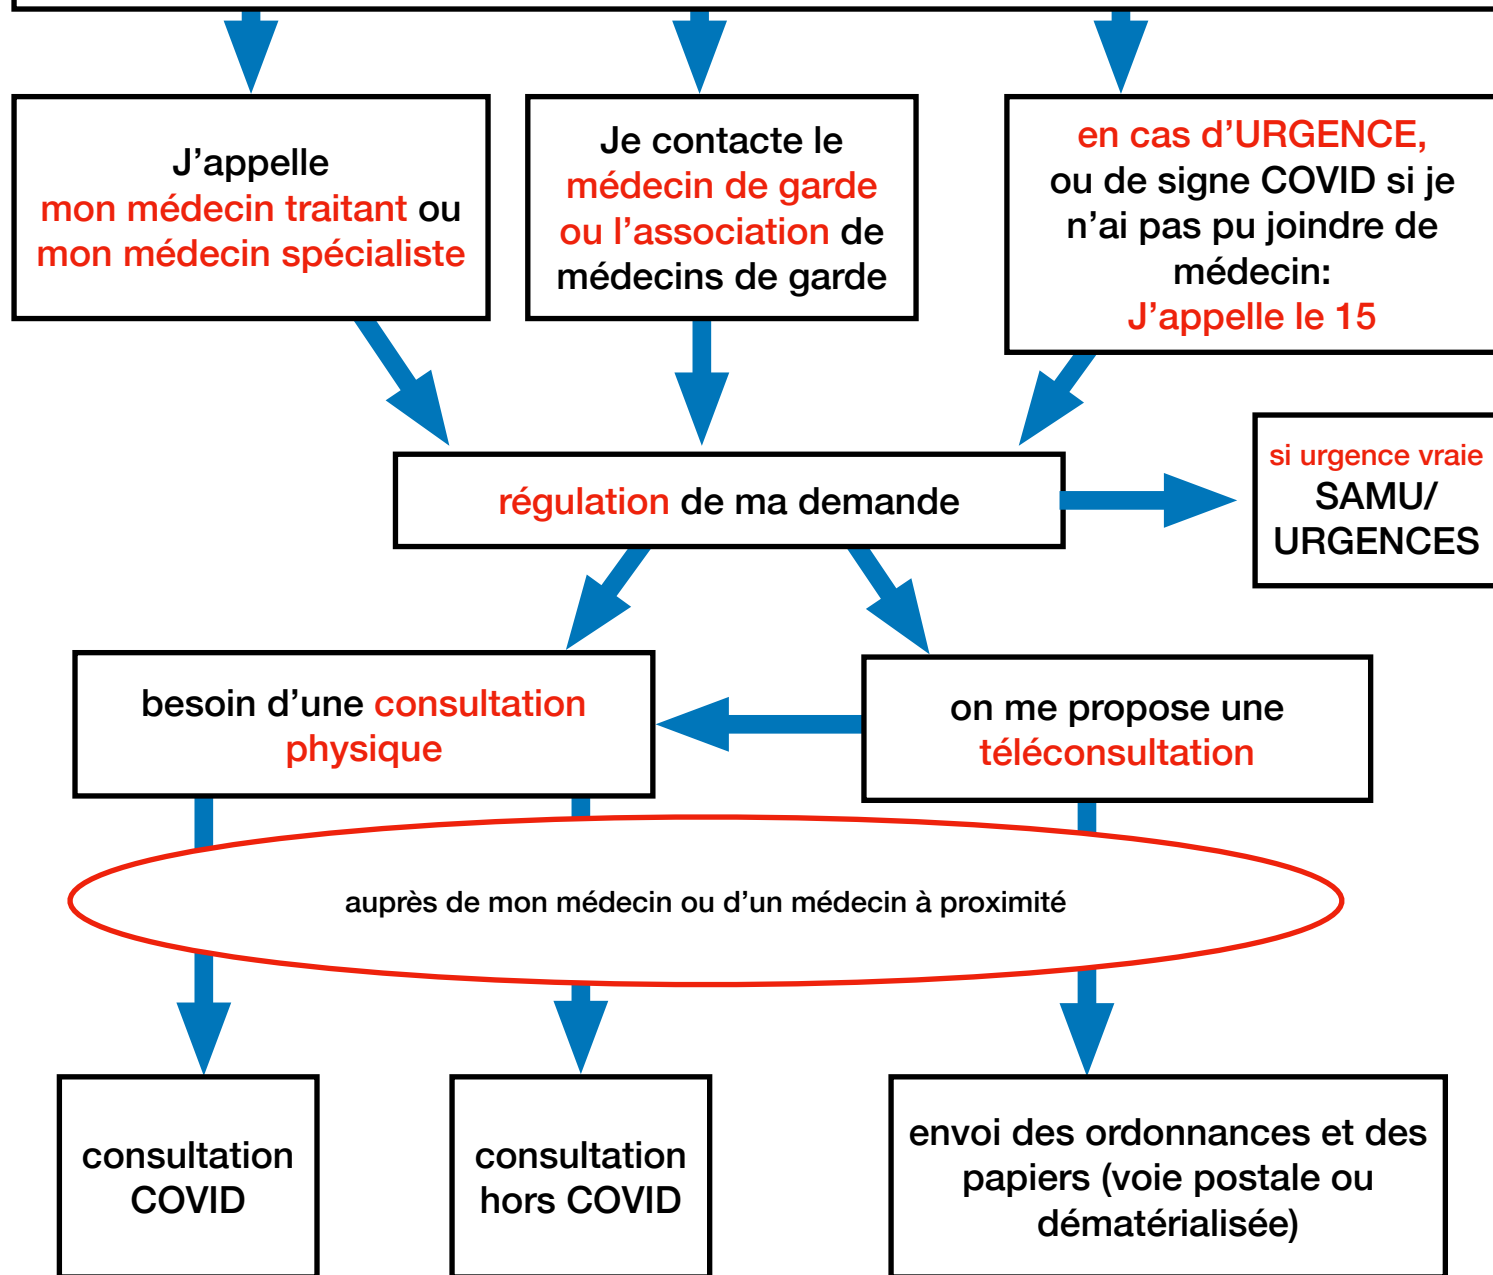 J’appelle
mon médecin traitant ou
mon médecin spécialiste
Je contacte le
médecin de garde
ou l’association de
médecins de garde
en cas d’URGENCE,
ou de signe COVID si je
n’ai pas pu joindre de
médecin:
J’appelle le 15
régulation de ma demande
si urgence vraie
SAMU/
URGENCES
besoin d’une consultation
physique
on me propose une
téléconsultation
auprès de mon médecin ou d’un médecin à proximité
consultation
COVID
consultation
hors COVID
envoi des ordonnances et des
papiers (voie postale ou
dématérialisée)